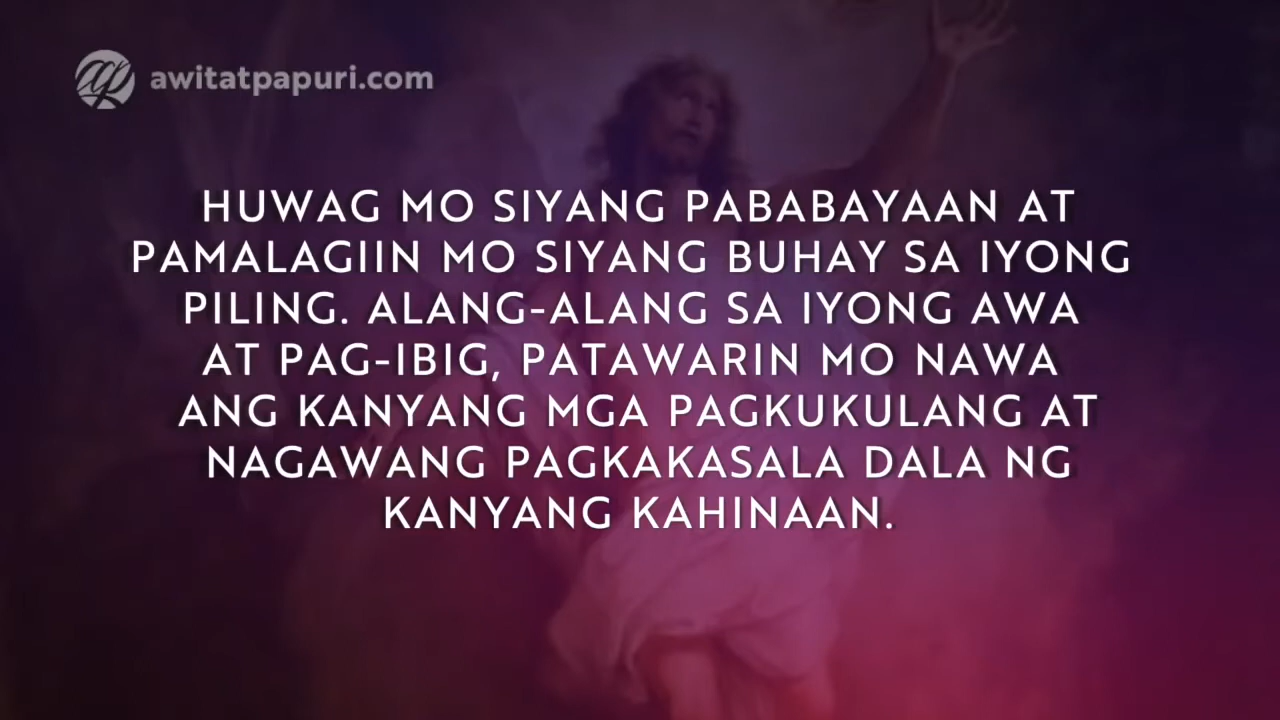 awitatpapuri.com
HUWAG MO SIYANG PABABAYAAN AT
PAMALAGIIN MO SIYANG BUHAY SA IYONG
PILING. ALANG-ALANG SA IYONG AWA
AT PAG-IBIG, PATAWARIN MO NAWA
ANG KANYANG MGA PAGKUKULANG AT
NAGAWANG PAGKAKASALA DALA NG
KANYANG KAHINAAN.